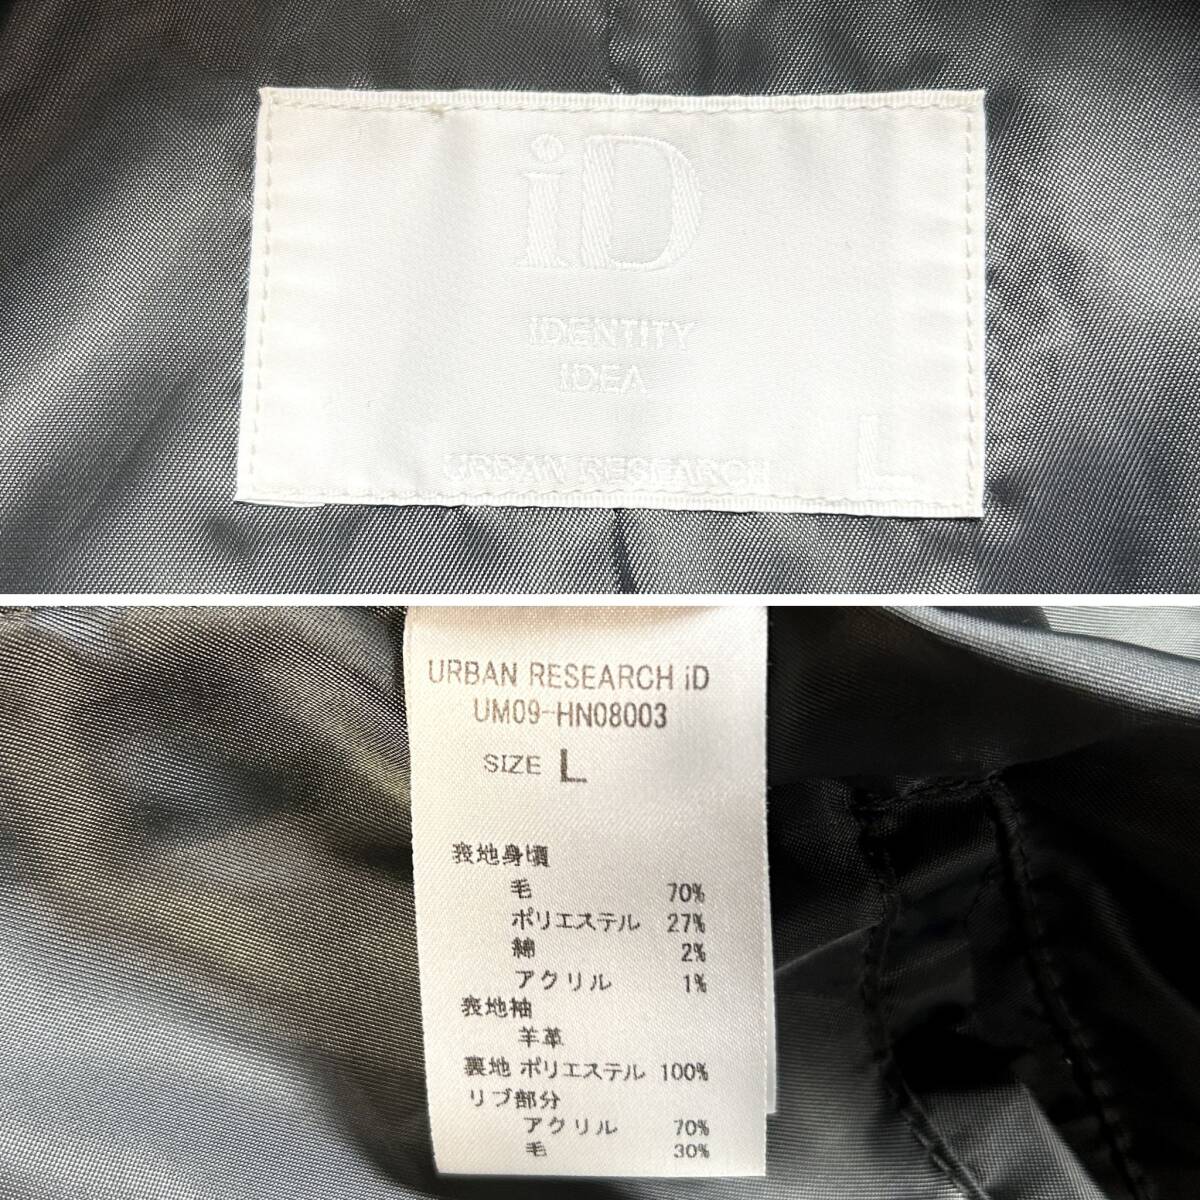 iD
IDENTITY
IDEA
URBAN RESEARCH
L
URBAN RESEARCH iD
UM09-HN08003
SIZE L
表地身頃
毛 70%
ポリエステル 27%
綿 2%
アクリル 1%
表地袖
羊革
裏地 ポリエステル 100%
リブ部分
アクリル 70%
毛 30%